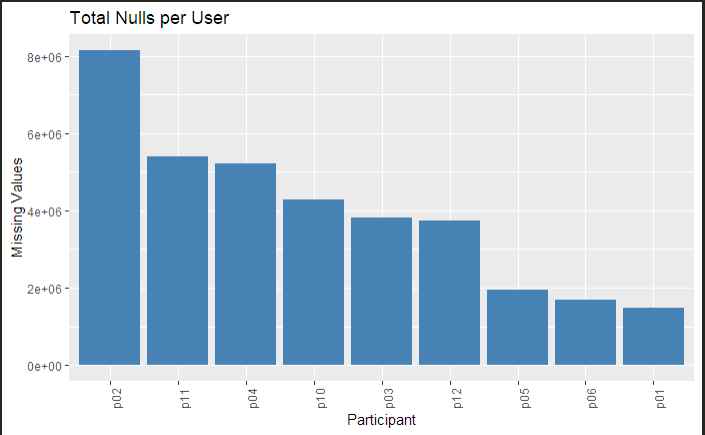 Total Nulls per User
8e+06
6e+06
4e+06
2e+06
0e+00
Missing Values
p02 p11 p04 p10 p03 p12 p05 p06 p01
Participant